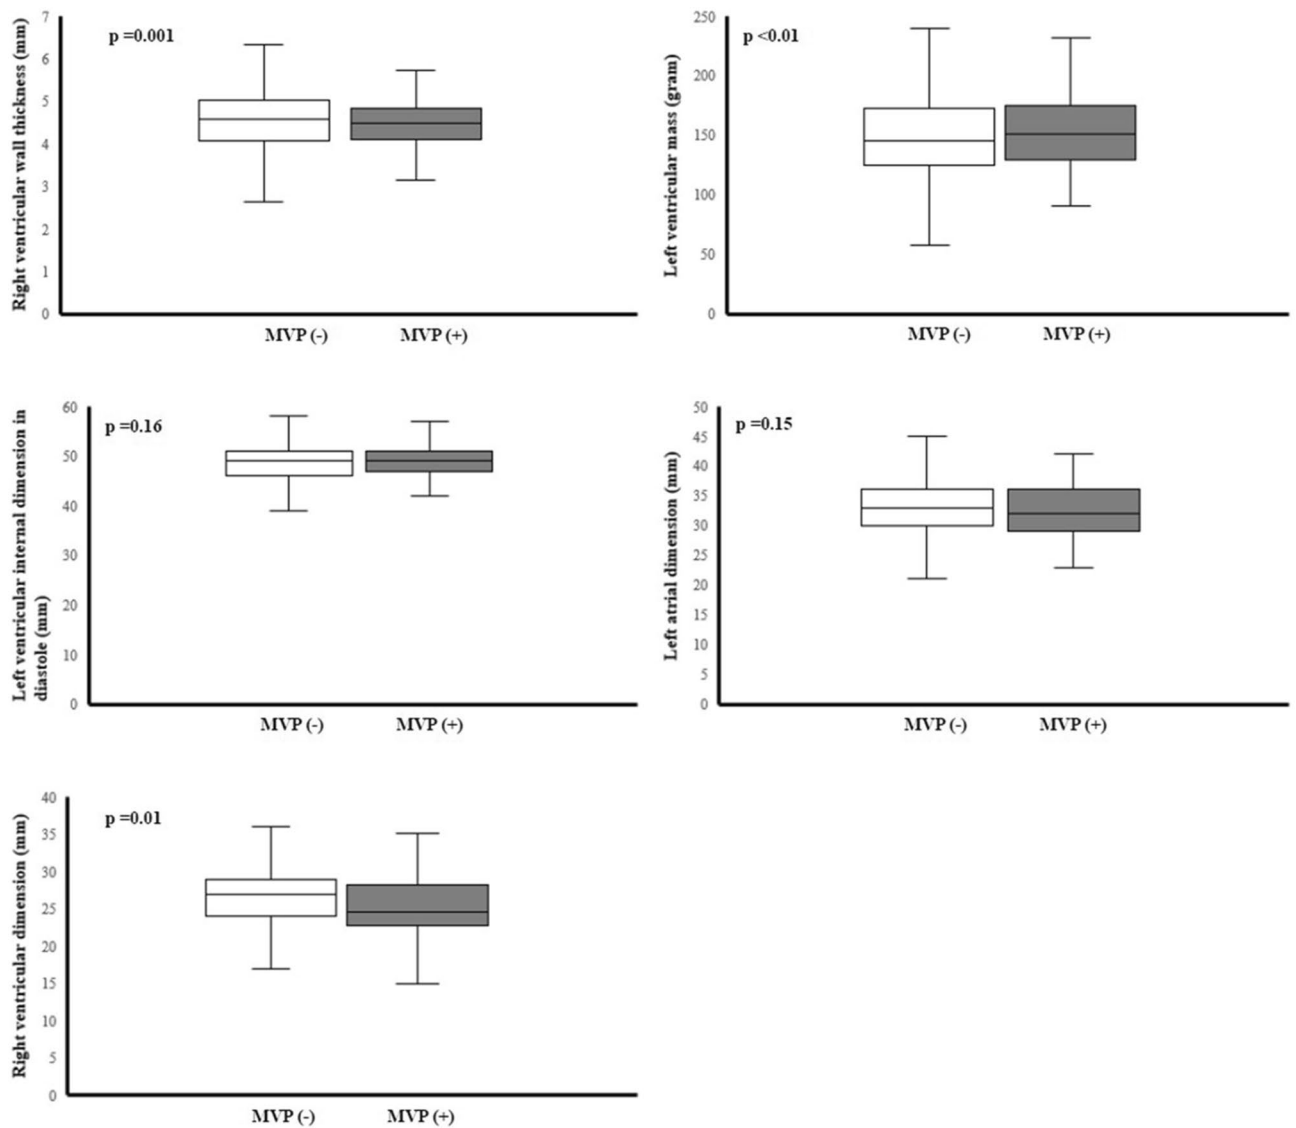 Right ventricular wall thickness (mm)
7
6
5
4
3
2
1
0
p =0.001
MVP (-)
MVP (+)
Left ventricular mass (gram)
250
200
150
100
50
0
p <0.01
MVP (-)
MVP (+)
Left ventricular internal dimension in
diastole (mm)
60
50
40
30
20
10
0
p =0.16
MVP (-)
MVP (+)
Left atrial dimension (mm)
50
45
40
35
30
25
20
15
10
5
0
p =0.15
MVP (-)
MVP (+)
Right ventricular dimension (mm)
40
35
30
25
20
15
10
5
0
p =0.01
MVP (-)
MVP (+)